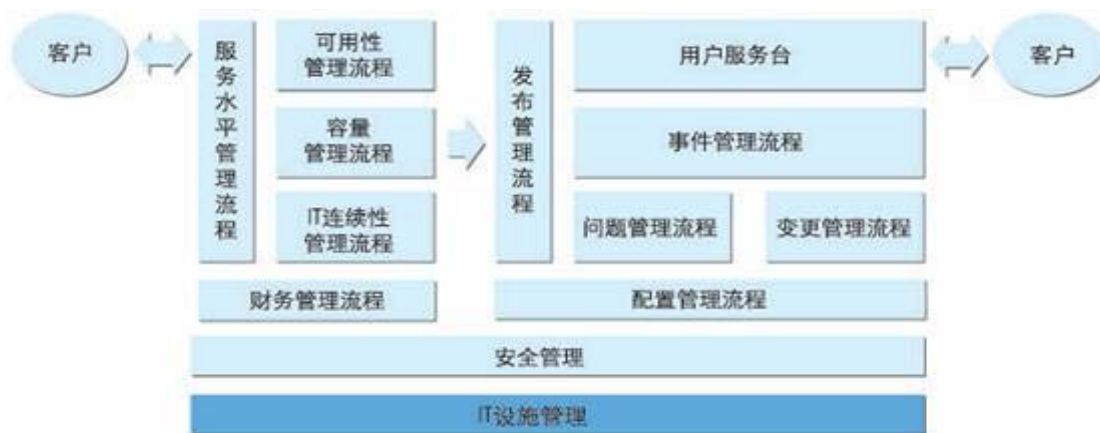 客户
服务水平管理流程
可用性
管理流程
容量
管理流程
IT连续性
管理流程
财务管理流程
发布管理流程
用户服务台
事件管理流程
问题管理流程
变更管理流程
配置管理流程
客户
安全管理
IT设施管理